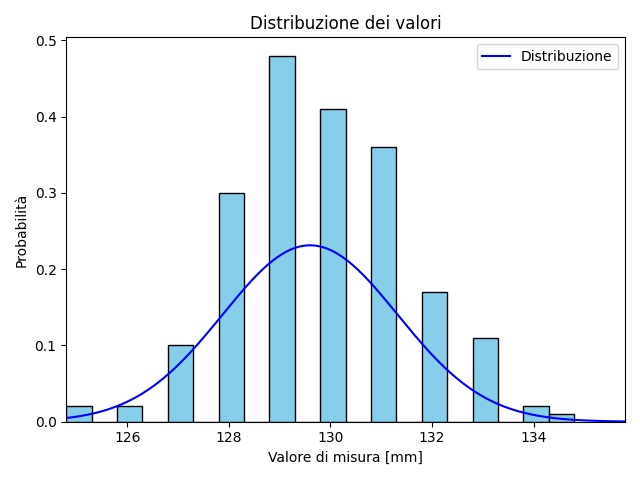 Distribuzione dei valori
Distribuzione
Probabilità
0.5
0.4
0.3
0.2
0.1
0.0
126 128 130 132 134
Valore di misura [mm]